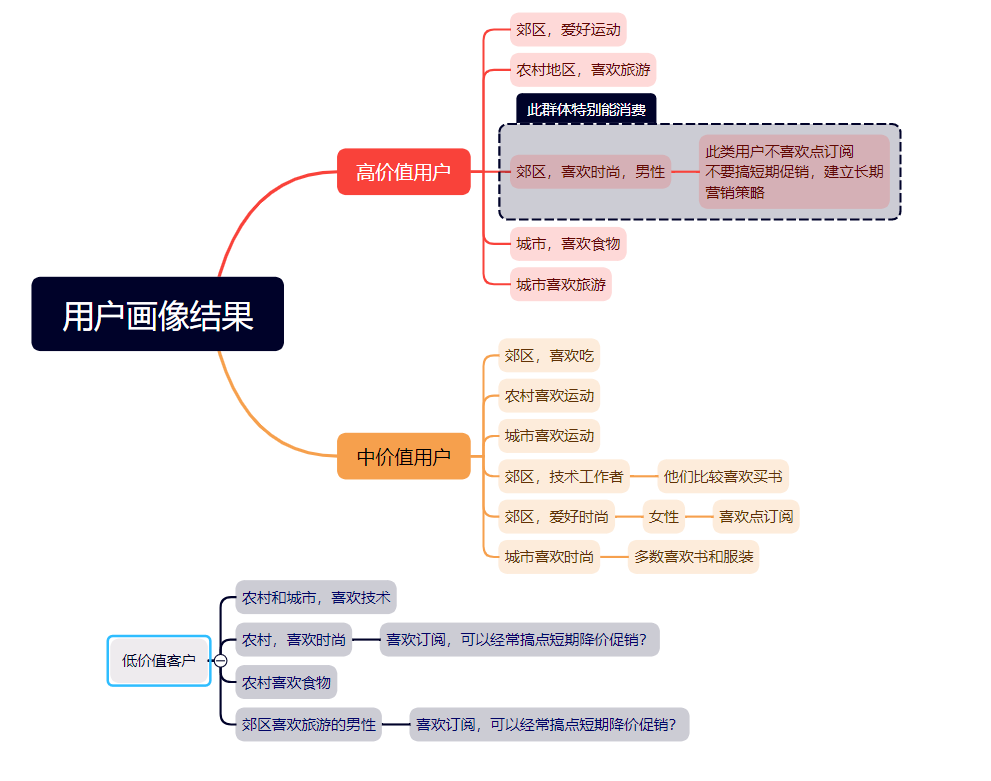 用户画像结果
高价值用户
郊区，爱好运动
农村地区，喜欢旅游
此群体特别能消费
郊区，喜欢时尚，男性
此类用户不喜欢点订阅
不要搞短期促销，建立长期
营销策略
城市，喜欢食物
城市喜欢旅游
中价值用户
郊区，喜欢吃
农村喜欢运动
城市喜欢运动
郊区，技术工作者
他们比较喜欢买书
郊区，爱好时尚
女性
喜欢点订阅
城市喜欢时尚
多数喜欢书和服装
低价值客户
农村和城市，喜欢技术
农村，喜欢时尚
喜欢订阅，可以经常搞点短期降价促销？
农村喜欢食物
郊区喜欢旅游的男性
喜欢订阅，可以经常搞点短期降价促销？